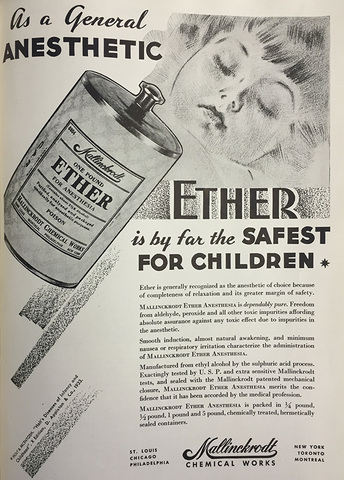 As a General
ANESTHETIC
Mallinckrodt
ONE POUND
ETHER
FOR ANESTHESIA
POISON
MALLINCKRODT CHEMICAL WORKS
ETHER
is by far the SAFEST
FOR CHILDREN *
Ether is generally recognized as the anesthetic of choice because
of completeness of relaxation and its greater margin of safety.
MALLINCKRODT ETHER ANESTHESIA is dependably pure. Freedom
from aldehyde, peroxide and all other toxic impurities affording
absolute assurance against any toxic effect due to impurities in
the anesthetic.
Smooth induction, almost natural awakening, and minimum
nausea or respiratory irritation characterize the administration
of MALLINCKRODT ETHER ANESTHESIA.
Manufactured from ethyl alcohol by the sulphuric acid process.
Exactingly tested by U. S. P. and extra sensitive Mallinckrodt
tests, and sealed with the Mallinckrodt patented mechanical
closure, MALLINCKRODT ETHER ANESTHESIA merits the con-
fidence that it has been accorded by the medical profession.
MALLINCKRODT ETHER ANESTHESIA is packed in ¼ pound,
½ pound, 1 pound and 5 pound, chemically treated, hermetically
sealed containers.
ST. LOUIS
CHICAGO
PHILADELPHIA
Mallinckrodt
CHEMICAL WORKS
NEW YORK
TORONTO
MONTREAL